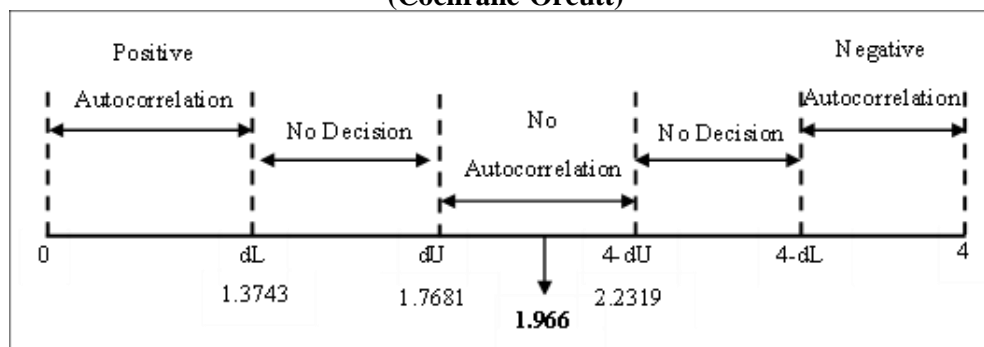 (Cochrane-Orcutt)
Positive
Negative
Autocorrelation
No
Autocorrelation
No Decision
No Decision
Autocorrelation
0
dL
dU
4-dU
4-dL
4
1.3743
1.7681
2.2319
1.966